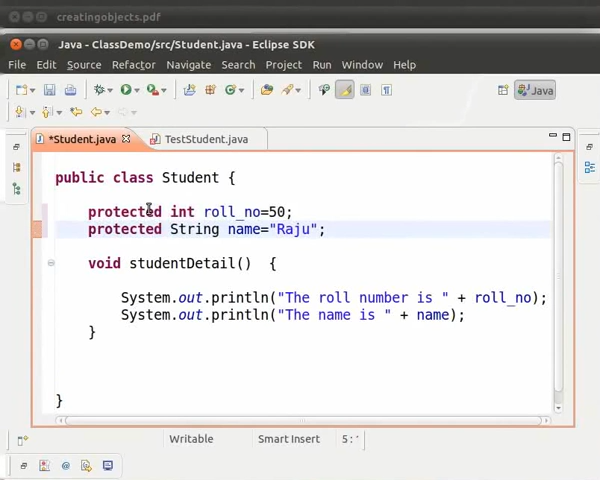 creatingobjects.pdf
Java - ClassDemo/src/Student.java - Eclipse SDK
File Edit Source Refactor Navigate Search Project Run Window Help
Java
*Student.java TestStudent.java
public class Student {
protected int roll_no=50;
protected String name="Raju";
void studentDetail() {
System.out.println("The roll number is " + roll_no);
System.out.println("The name is " + name);
}
}
Writable Smart Insert 5: